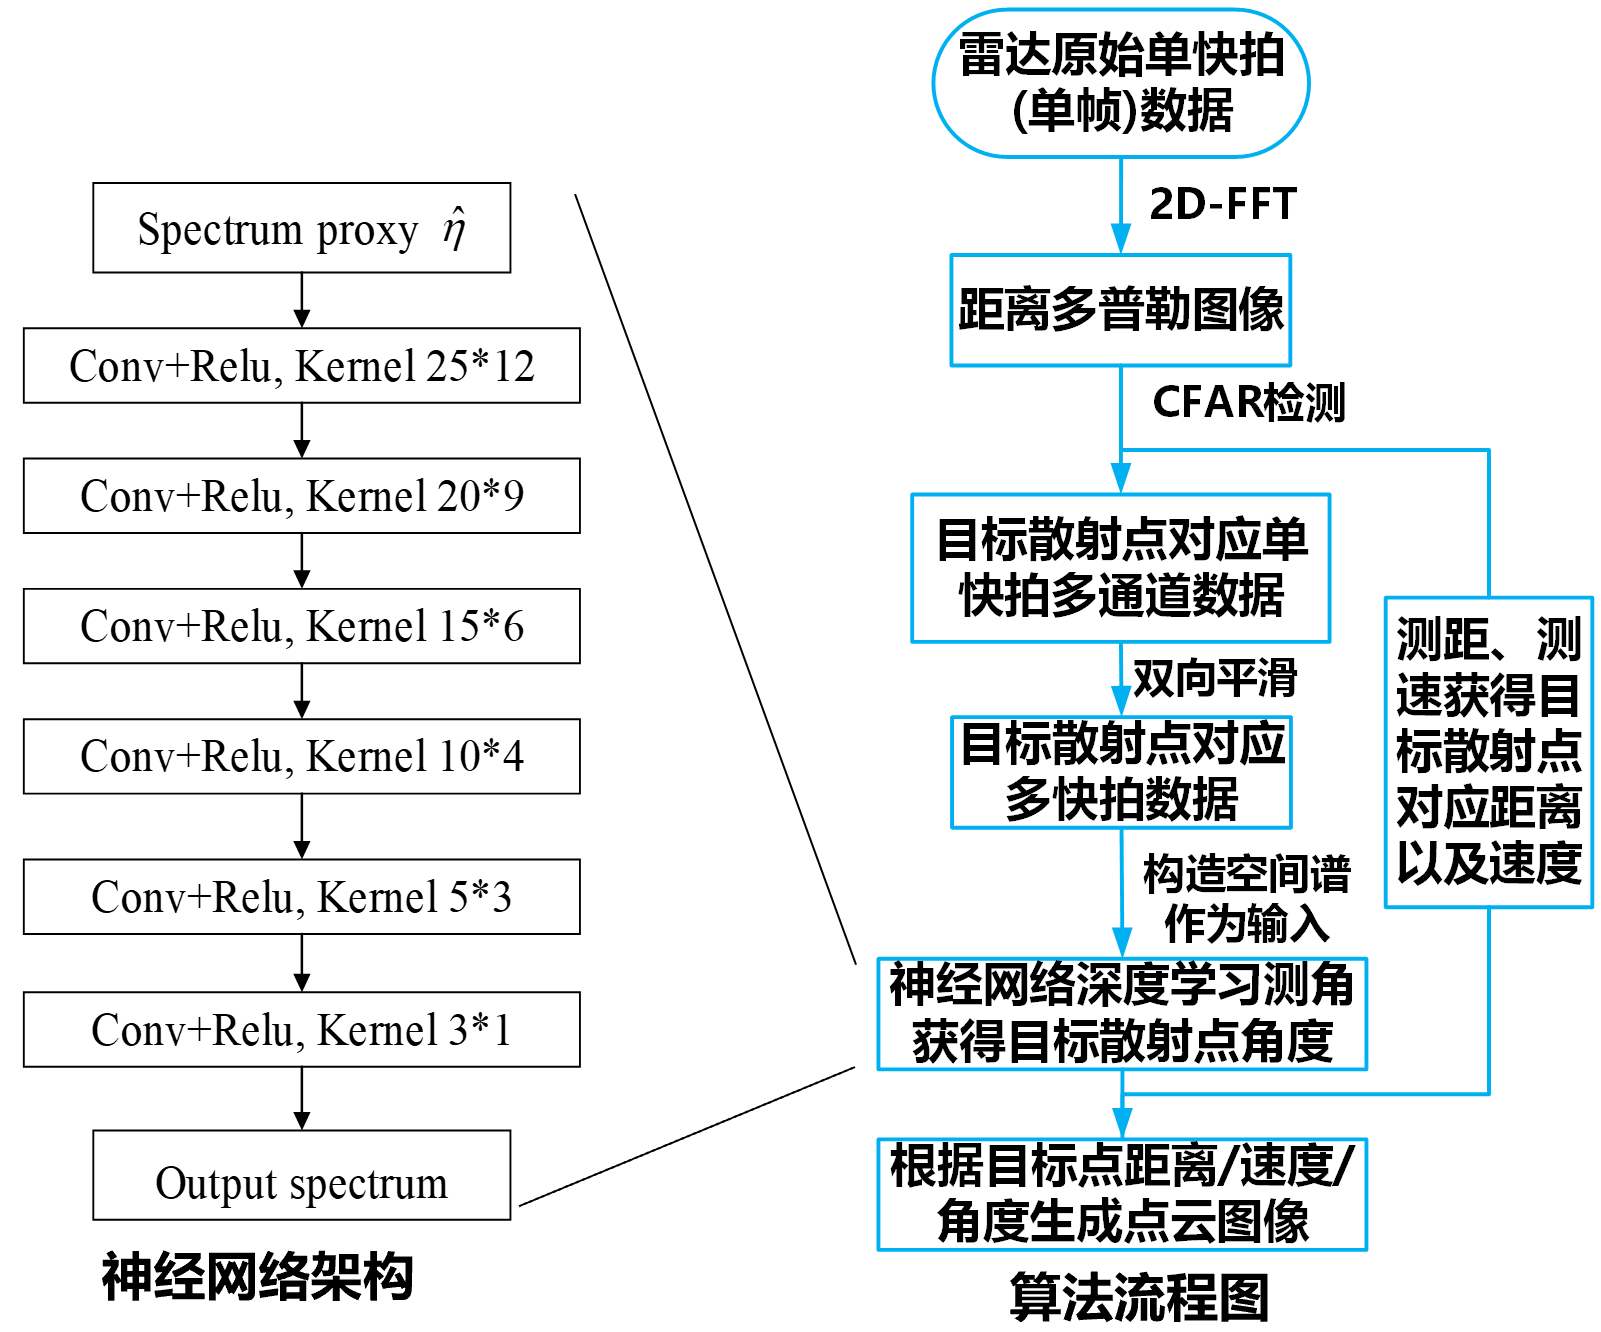 Spectrum proxy η̂
Conv+Relu, Kernel 25*12
Conv+Relu, Kernel 20*9
Conv+Relu, Kernel 15*6
Conv+Relu, Kernel 10*4
Conv+Relu, Kernel 5*3
Conv+Relu, Kernel 3*1
Output spectrum
神经网络架构
雷达原始单快拍
(单帧)数据
2D-FFT
距离多普勒图像
CFAR检测
目标散射点对应单
快拍多通道数据
双向平滑
目标散射点对应
多快拍数据
构造空间谱
作为输入
测距、测
速获得目
标散射点
对应距离
以及速度
神经网络深度学习测角
获得目标散射点角度
根据目标点距离/速度/
角度生成点云图像
算法流程图